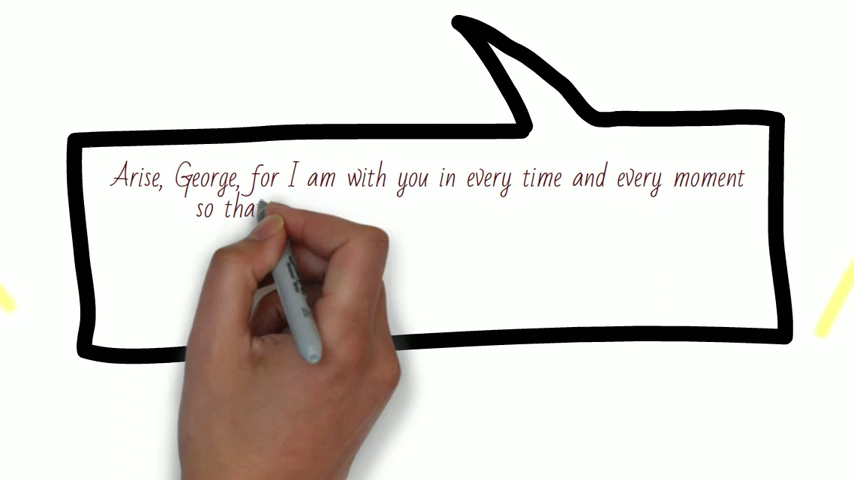 Arise, George, for I am with you in every time and every moment
so tha